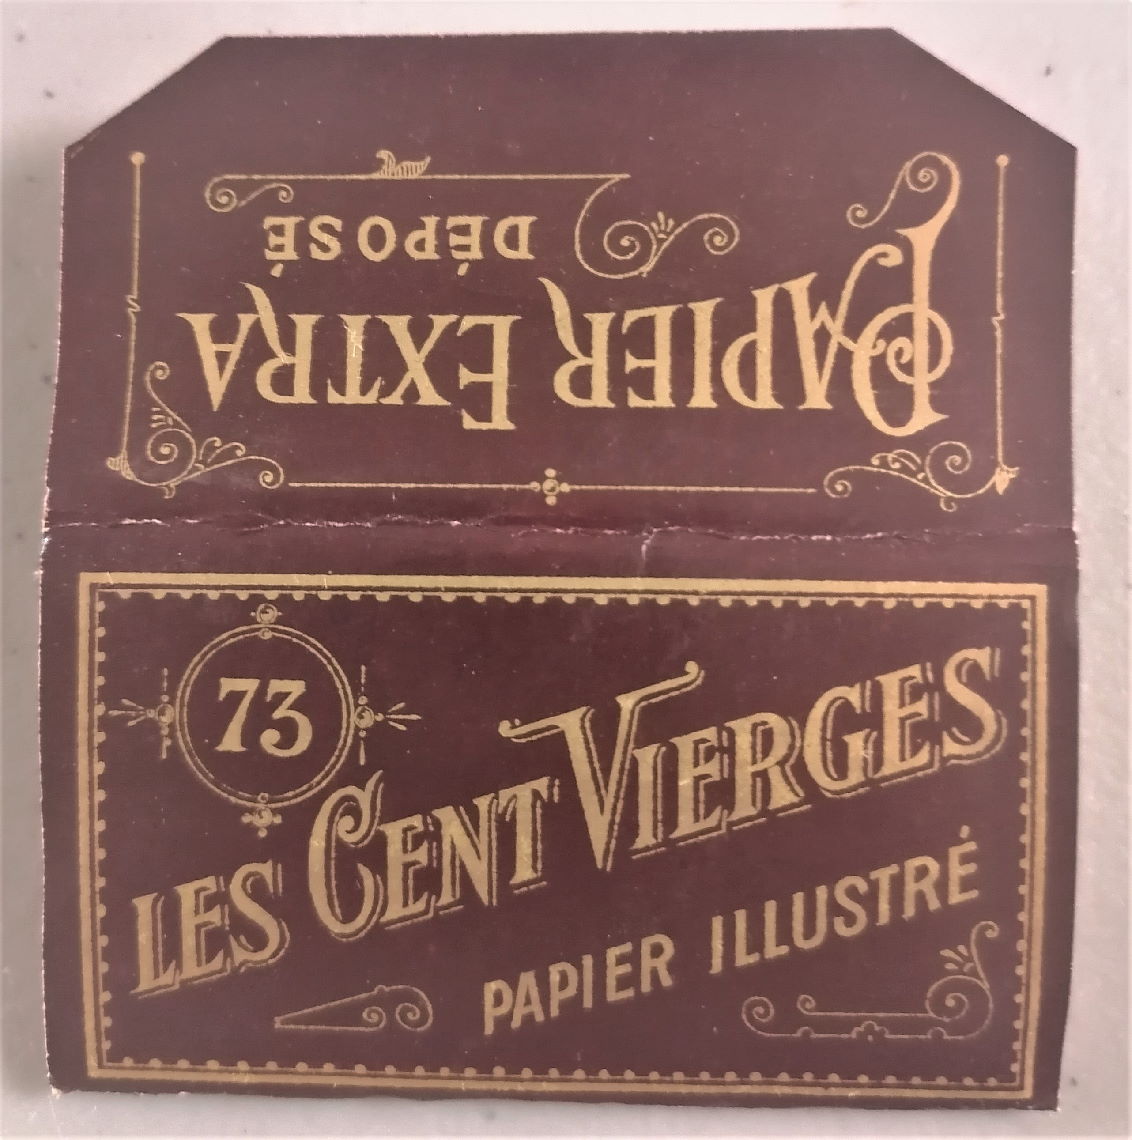 PAPIER EXTRA
DÉPOSÉ
73
LES CENT VIERGES
PAPIER ILLUSTRÉ